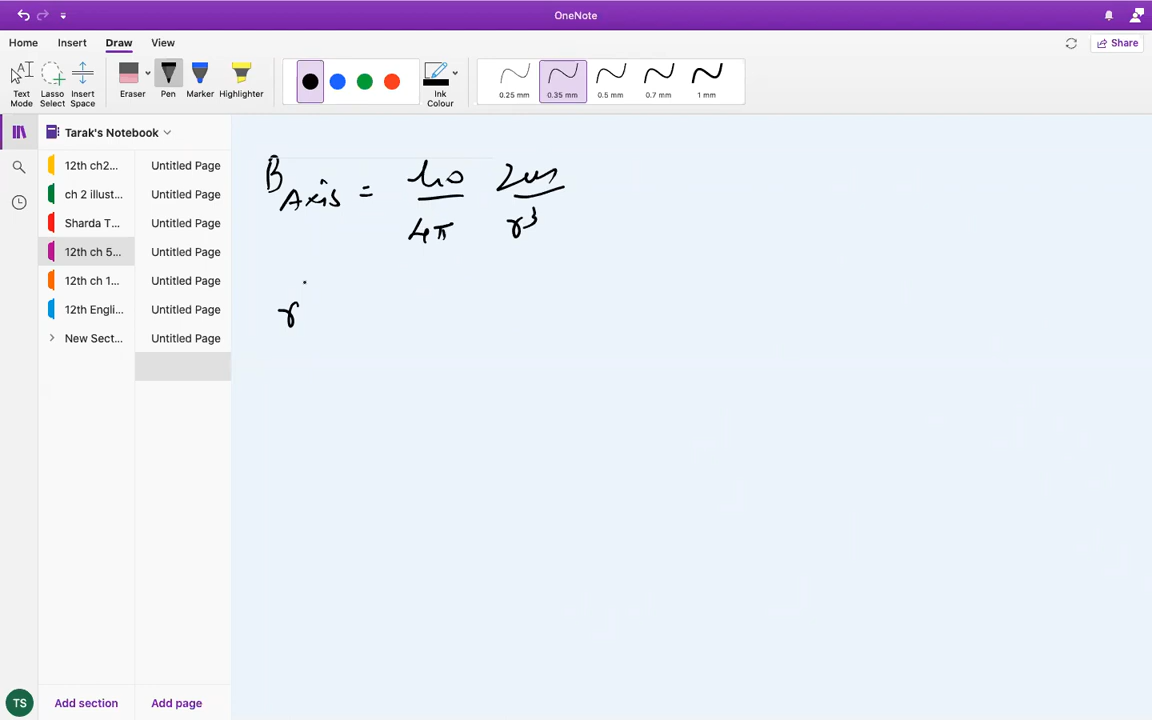 OneNote
Home Insert Draw View
Share
Text Mode
Lasso Select
Insert Space
Eraser
Pen
Marker
Highlighter
Ink Colour
0.25 mm
0.35 mm
0.5 mm
0.7 mm
1 mm
Tarak's Notebook
12th ch2... Untitled Page
ch 2 illust... Untitled Page
Sharda T... Untitled Page
12th ch 5... Untitled Page
12th ch 1... Untitled Page
12th Engli... Untitled Page
New Sect... Untitled Page
B Axis = μ0/4π 2m/r³
r
TS
Add section Add page